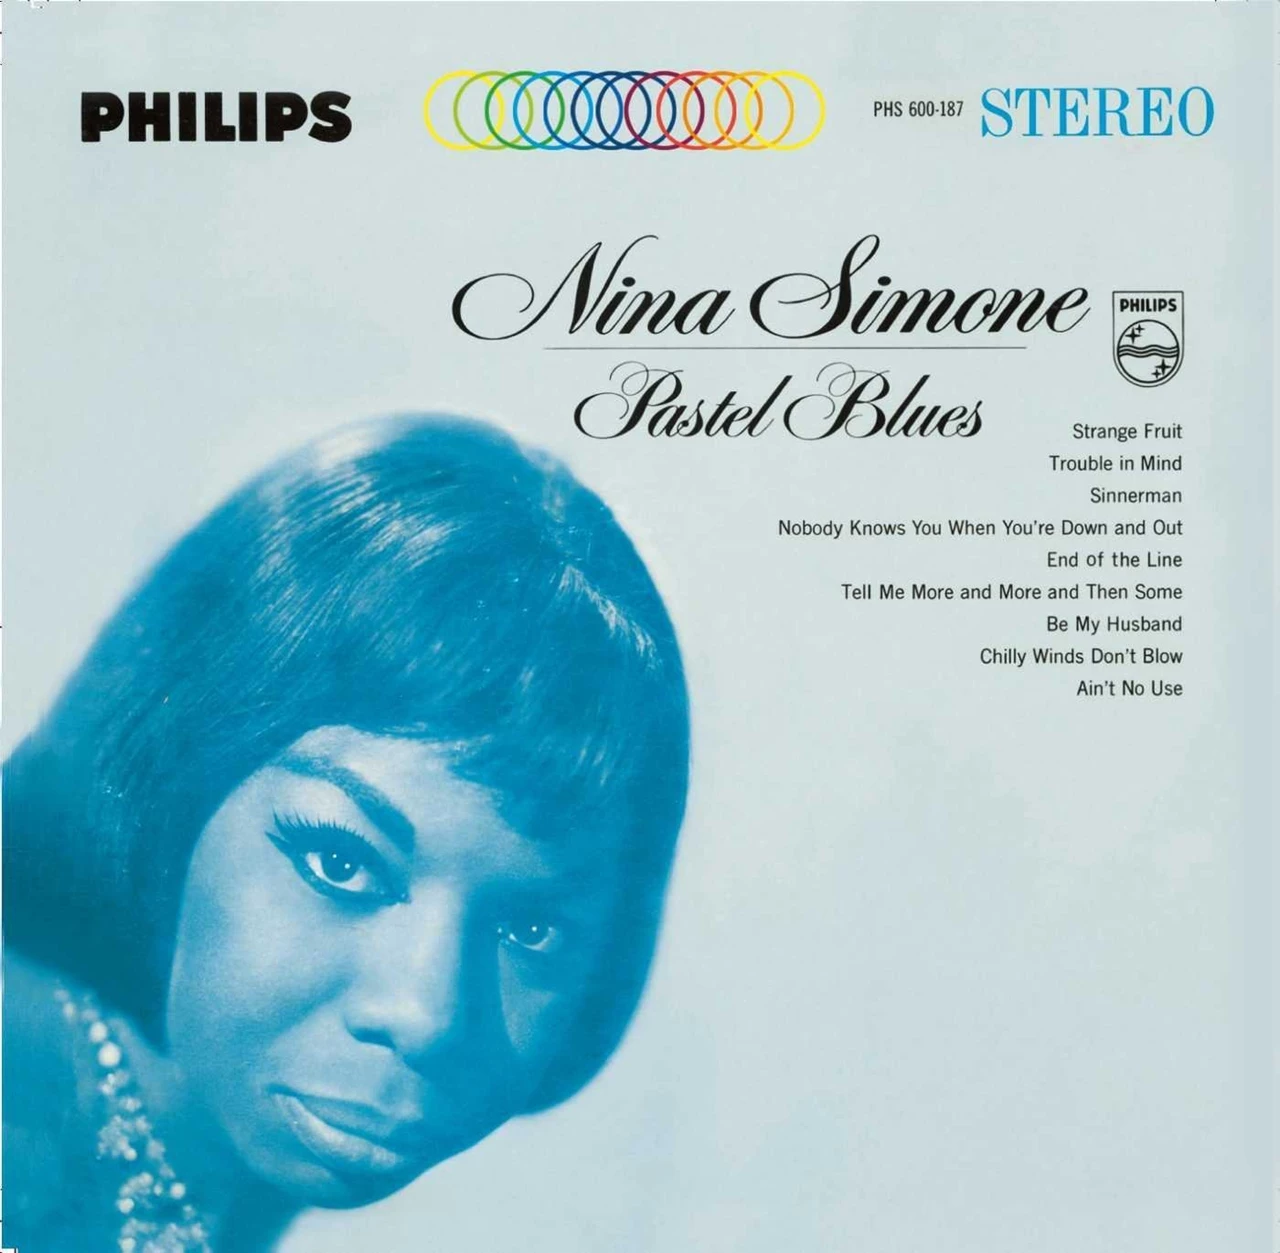 PHILIPS
PHS 600-187 STEREO
Nina Simone
PHILIPS
Pastel Blues
Strange Fruit
Trouble in Mind
Sinnerman
Nobody Knows You When You're Down and Out
End of the Line
Tell Me More and More and Then Some
Be My Husband
Chilly Winds Don't Blow
Ain't No Use